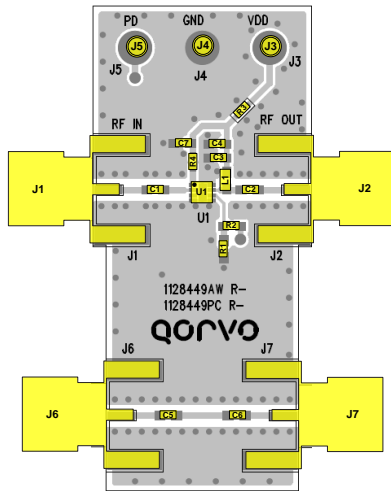 PD GND VDD
J5 J4 J3
J5 J4 J3
RF IN RF OUT
R3
C7 C4
C3
R4
L1
J1 C1 U1 C2 J2
U1
R2
R1
J1 J2
1128449AW R-
1128449PC R-
QORVO
J6 J7
J6 C5 C6 J7